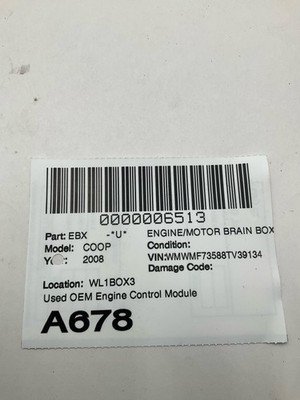 0000006513
Part: EBX -"U" ENGINE/MOTOR BRAIN BOX
Model: COOP Condition:
2008 VIN:WMWMF73588TV39134
Damage Code:
Location: WL1BOX3
Used OEM Engine Control Module
A678